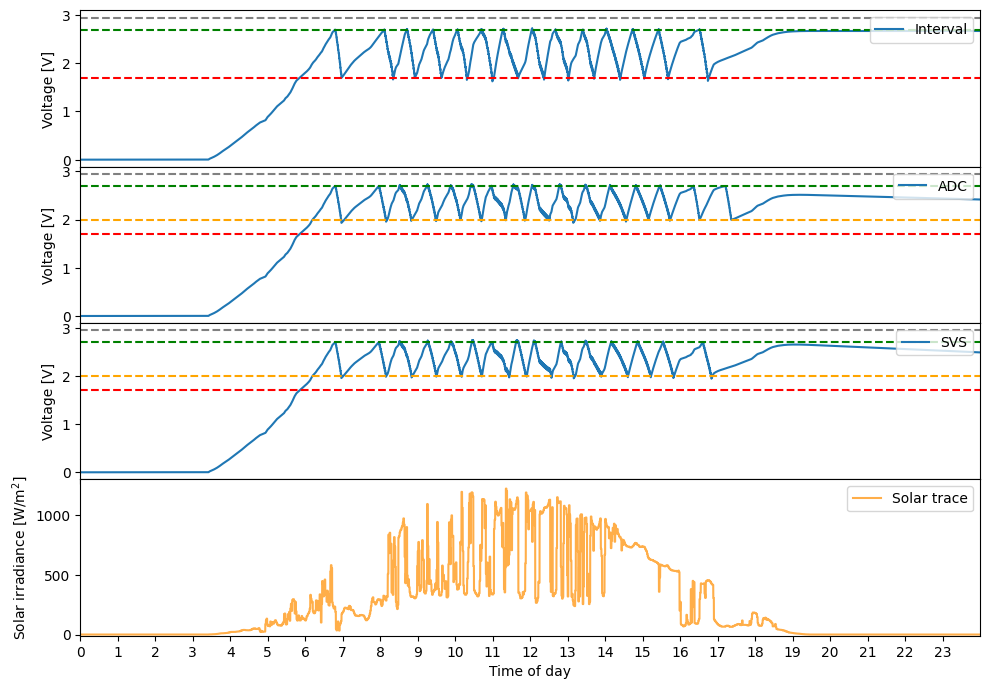 3
2
1
0
Voltage [V]
Interval
3
2
1
0
Voltage [V]
ADC
3
2
1
0
Voltage [V]
SVS
1000
500
0
Solar irradiance [W/m²]
Solar trace
0 1 2 3 4 5 6 7 8 9 10 11 12 13 14 15 16 17 18 19 20 21 22 23
Time of day